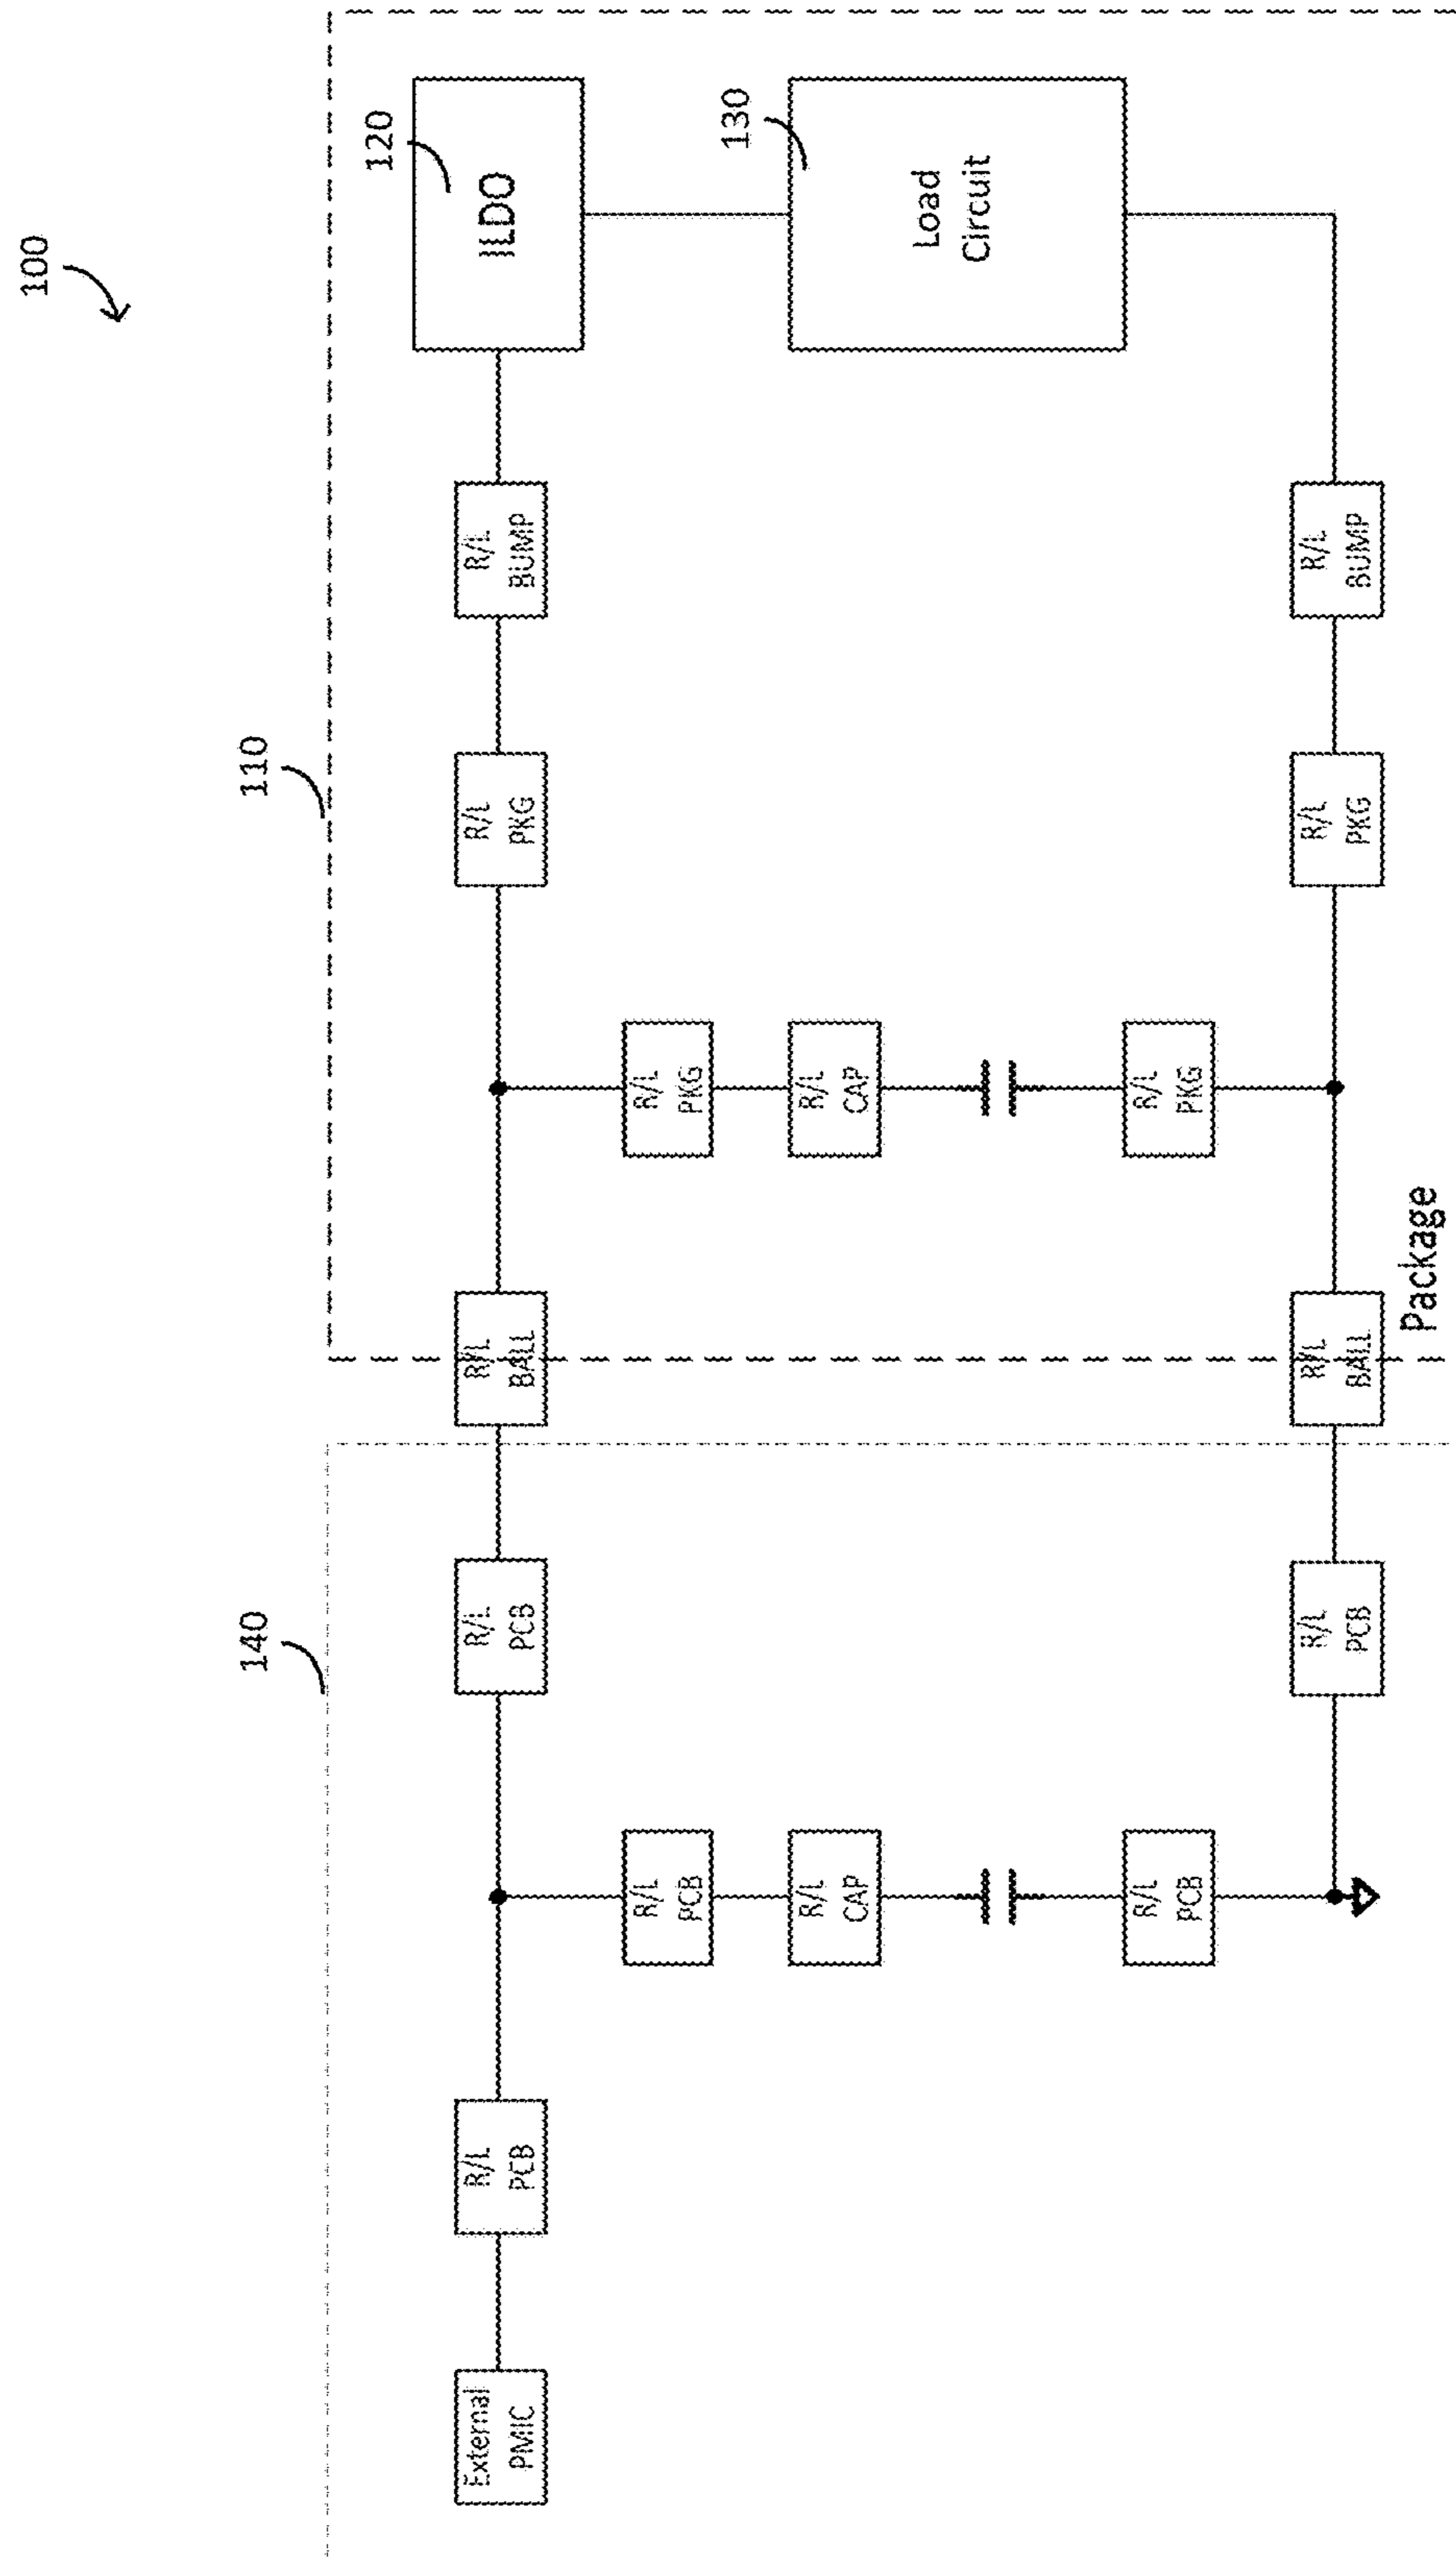 100
140
110
120
External
PMIC
R/L
PCB
R/L
PCB
R/L
BALL
R/L
PKG
R/L
BUMP
ILDO
R/L
PCB
R/L
PKG
130
R/L
CAP
R/L
CAP
Load
Circuit
R/L
PCB
R/L
PKG
R/L
PCB
R/L
BALL
R/L
PKG
R/L
BUMP
Package